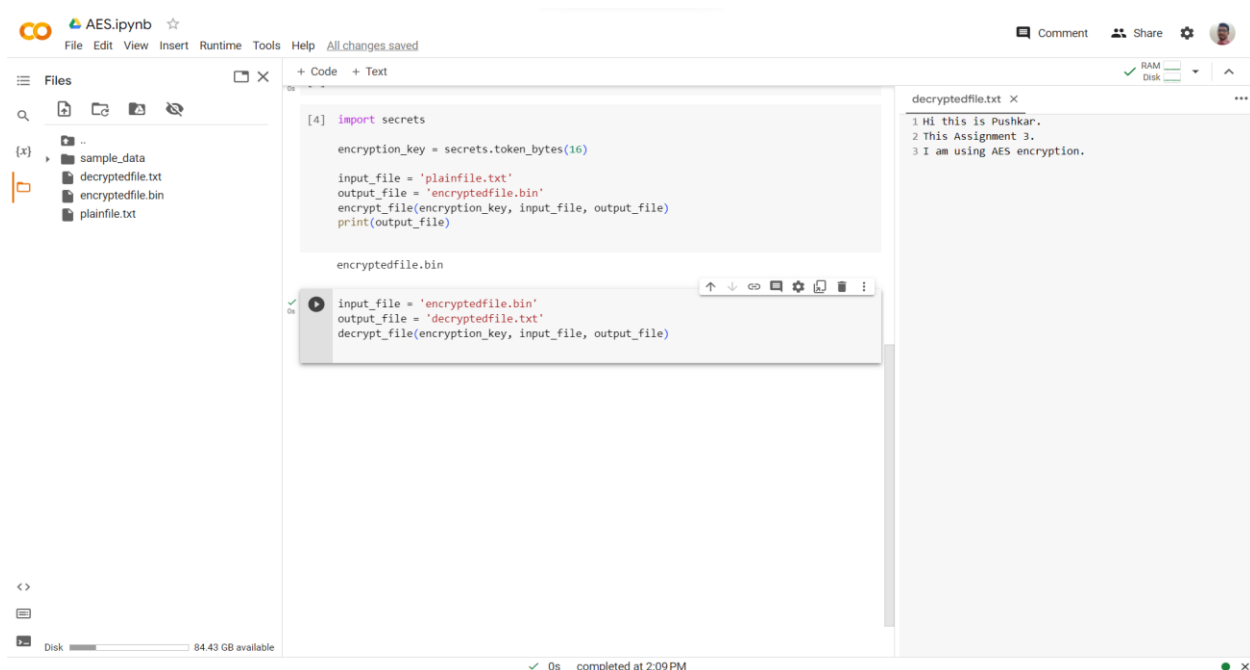 AES.ipynb
File Edit View Insert Runtime Tools Help All changes saved
Comment Share
Files
+ Code + Text
RAM
Disk
{x}
..
sample_data
decryptedfile.txt
encryptedfile.bin
plainfile.txt
[4] import secrets
encryption_key = secrets.token_bytes(16)
input_file = 'plainfile.txt'
output_file = 'encryptedfile.bin'
encrypt_file(encryption_key, input_file, output_file)
print(output_file)
encryptedfile.bin
0s
input_file = 'encryptedfile.bin'
output_file = 'decryptedfile.txt'
decrypt_file(encryption_key, input_file, output_file)
decryptedfile.txt
1 Hi this is Pushkar.
2 This Assignment 3.
3 I am using AES encryption.
Disk 84.43 GB available
0s completed at 2:09 PM